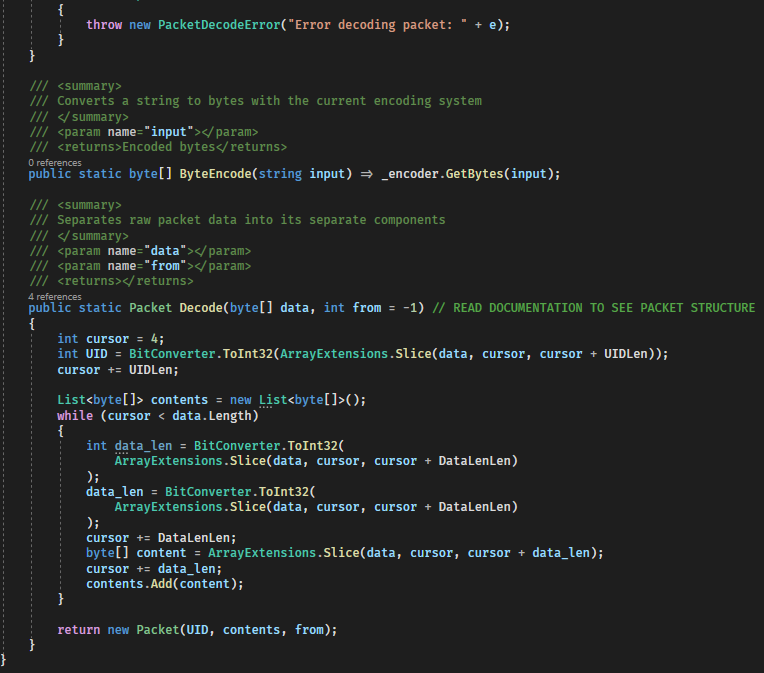 {
throw new PacketDecodeError("Error decoding packet: " + e);
}
}
/// <summary>
/// Converts a string to bytes with the current encoding system
/// </summary>
/// <param name="input"></param>
/// <returns>Encoded bytes</returns>
0 references
public static byte[] ByteEncode(string input) => _encoder.GetBytes(input);
/// <summary>
/// Separates raw packet data into its separate components
/// </summary>
/// <param name="data"></param>
/// <param name="from"></param>
/// <returns></returns>
4 references
public static Packet Decode(byte[] data, int from = -1) // READ DOCUMENTATION TO SEE PACKET STRUCTURE
{
int cursor = 4;
int UID = BitConverter.ToInt32(ArrayExtensions.Slice(data, cursor, cursor + UIDLen));
cursor += UIDLen;
List<byte[]> contents = new List<byte[]>();
while (cursor < data.Length)
{
int data_len = BitConverter.ToInt32(
ArrayExtensions.Slice(data, cursor, cursor + DataLenLen)
);
data_len = BitConverter.ToInt32(
ArrayExtensions.Slice(data, cursor, cursor + DataLenLen)
);
cursor += DataLenLen;
byte[] content = ArrayExtensions.Slice(data, cursor, cursor + data_len);
cursor += data_len;
contents.Add(content);
}
return new Packet(UID, contents, from);
}
}